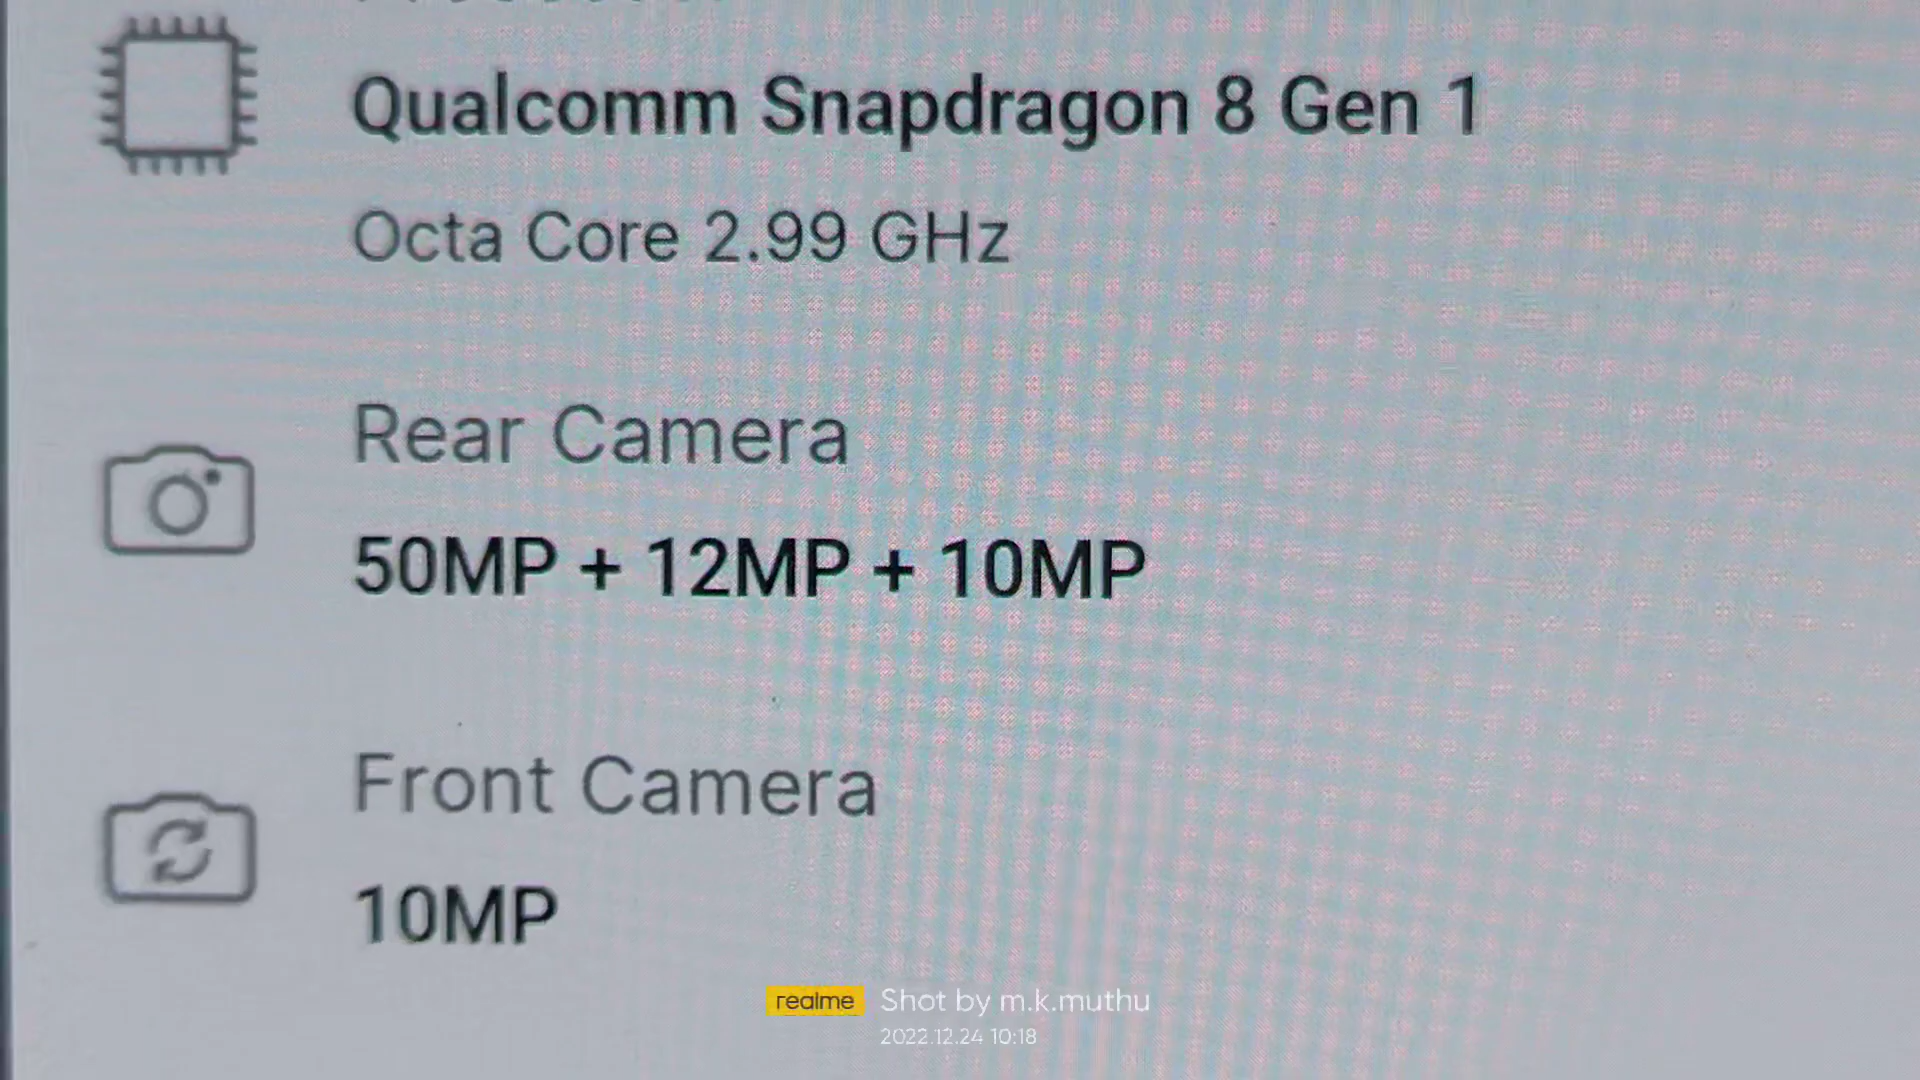 Qualcomm Snapdragon 8 Gen 1
Octa Core 2.99 GHz
Rear Camera
50MP + 12MP + 10MP
Front Camera
10MP
realme Shot by m.k.muthu
2022.12.24 10:18